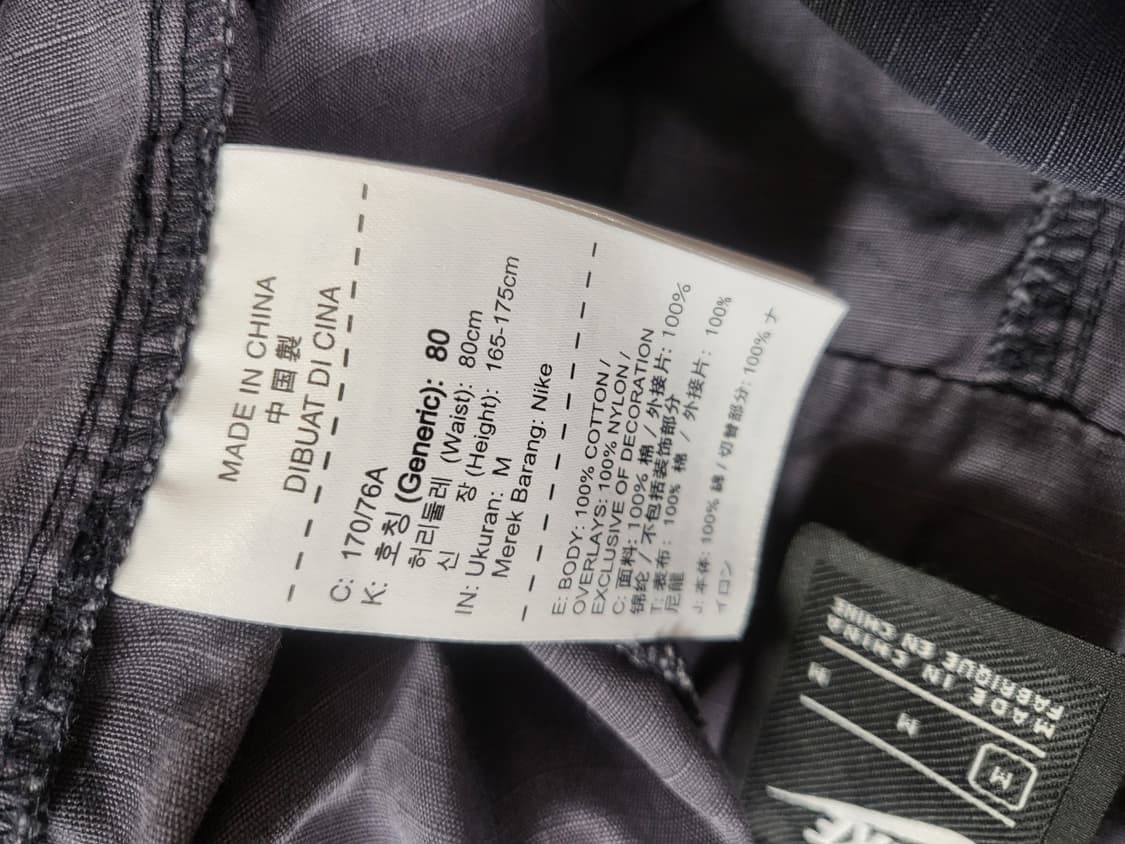 MADE IN CHINA
中国製
DIBUAT DI CINA
C: 170/76A
K: 호칭 (Generic): 80
허리둘레 (Waist): 80cm
신 장 (Height): 165-175cm
IN: Ukuran: M
Merek Barang: Nike
E: BODY: 100% COTTON /
OVERLAYS: 100% NYLON /
EXCLUSIVE OF DECORATION
C: 面料: 100% 棉 / 外接片: 100%
锦纶 / 不包括装饰部分
T: 表布: 100% 棉 / 外接片: 100%
尼龍
J: 本体: 100% 綿 / 切替部分: 100% ナ
イロン
MADE IN CHINA
FABRIQUE EN CHINE
M
M
M